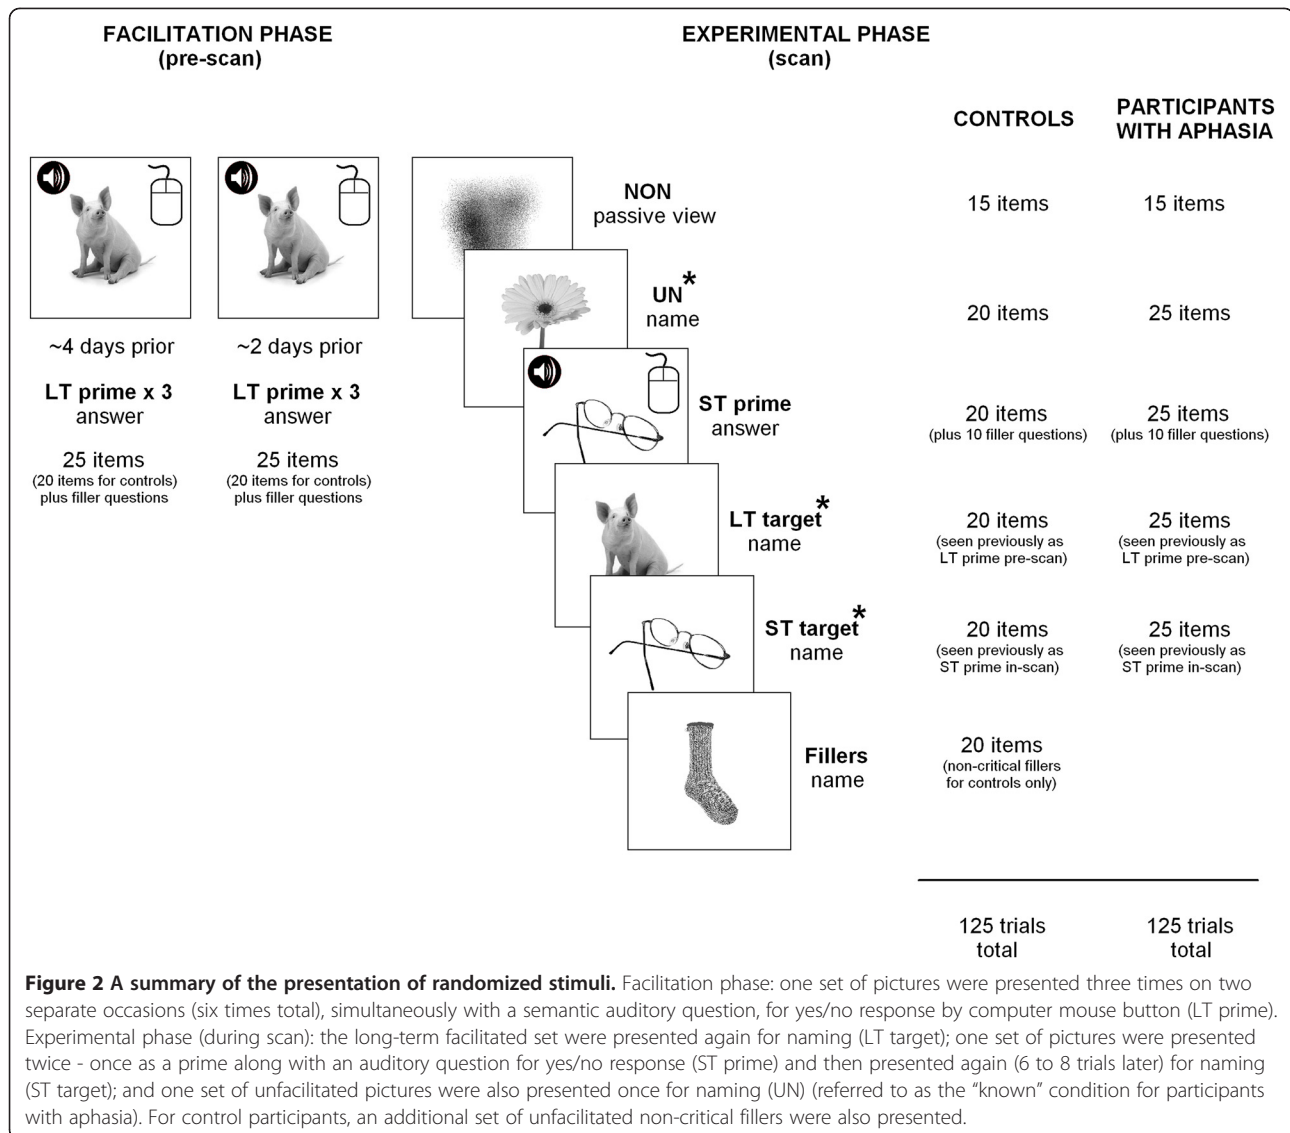 FACILITATION PHASE
(pre-scan)
EXPERIMENTAL PHASE
(scan)
CONTROLS
PARTICIPANTS
WITH APHASIA
~4 days prior
LT prime x 3
answer
25 items
(20 items for controls)
plus filler questions
~2 days prior
LT prime x 3
answer
25 items
(20 items for controls)
plus filler questions
NON
passive view
15 items
15 items
UN*
name
20 items
25 items
ST prime
answer
20 items
(plus 10 filler questions)
25 items
(plus 10 filler questions)
LT target*
name
20 items
(seen previously as
LT prime pre-scan)
25 items
(seen previously as
LT prime pre-scan)
ST target*
name
20 items
(seen previously as
ST prime in-scan)
25 items
(seen previously as
ST prime in-scan)
Fillers
name
20 items
(non-critical fillers
for controls only)
125 trials
total
125 trials
total
Figure 2 A summary of the presentation of randomized stimuli. Facilitation phase: one set of pictures were presented three times on two
separate occasions (six times total), simultaneously with a semantic auditory question, for yes/no response by computer mouse button (LT prime).
Experimental phase (during scan): the long-term facilitated set were presented again for naming (LT target); one set of pictures were presented
twice - once as a prime along with an auditory question for yes/no response (ST prime) and then presented again (6 to 8 trials later) for naming
(ST target); and one set of unfacilitated pictures were also presented once for naming (UN) (referred to as the “known” condition for participants
with aphasia). For control participants, an additional set of unfacilitated non-critical fillers were also presented.